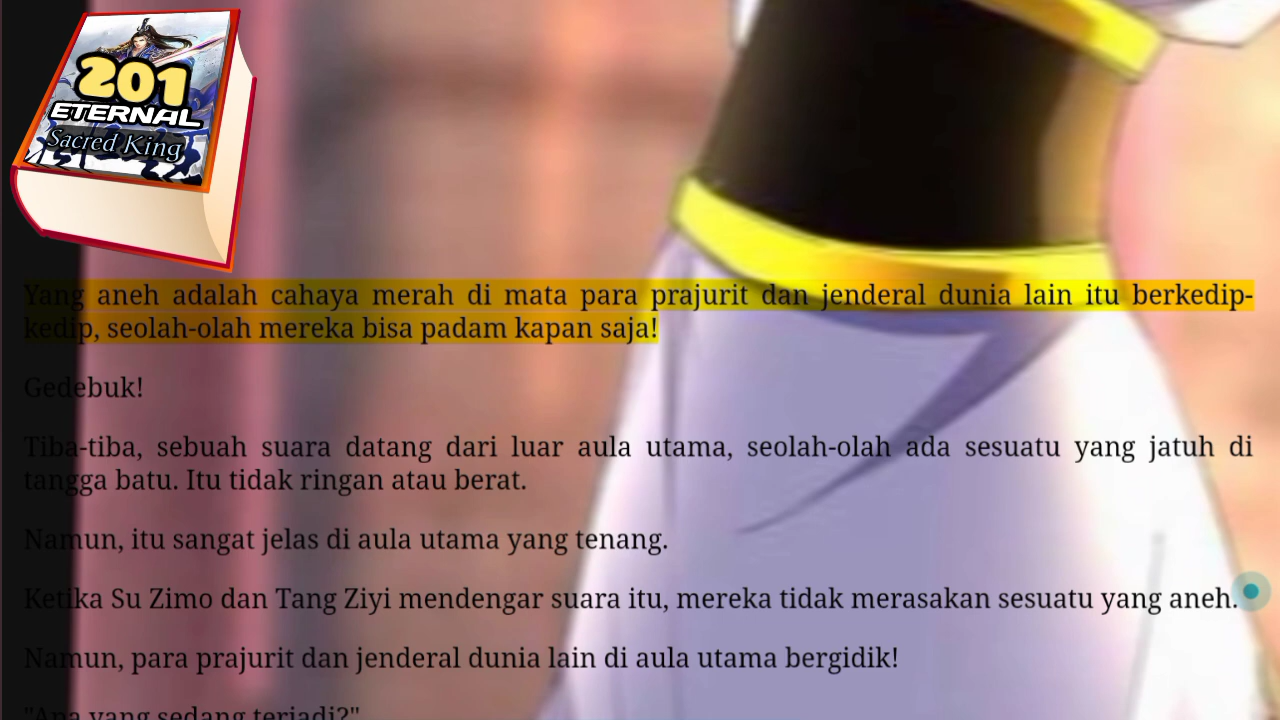 201
ETERNAL
Sacred King
Yang aneh adalah cahaya merah di mata para prajurit dan jenderal dunia lain itu berkedip-
kedip, seolah-olah mereka bisa padam kapan saja!
Gedebuk!
Tiba-tiba, sebuah suara datang dari luar aula utama, seolah-olah ada sesuatu yang jatuh di
tangga batu. Itu tidak ringan atau berat.
Namun, itu sangat jelas di aula utama yang tenang.
Ketika Su Zimo dan Tang Ziyi mendengar suara itu, mereka tidak merasakan sesuatu yang aneh.
Namun, para prajurit dan jenderal dunia lain di aula utama bergidik!
"Apa yang sedang terjadi?"